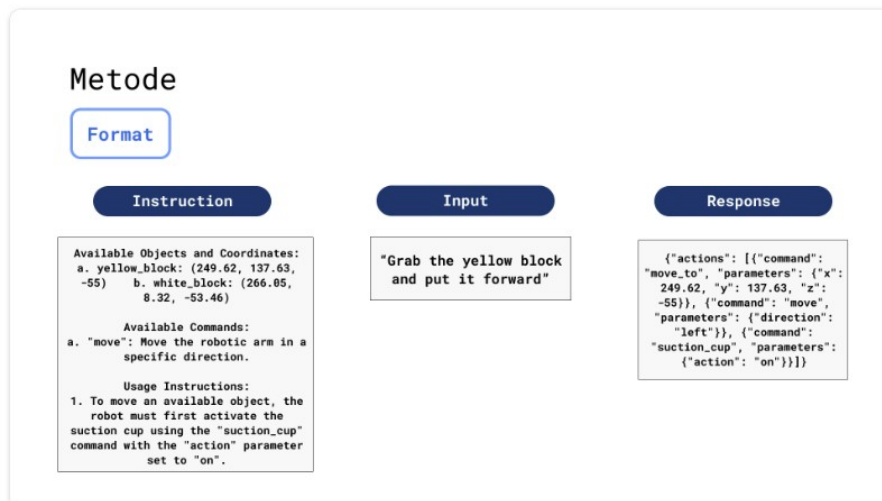 Metode
Format
Instruction
Available Objects and Coordinates:
a. yellow_block: (249.62, 137.63,
-55) b. white_block: (266.05,
8.32, -53.46)
Available Commands:
a. "move": Move the robotic arm in a
specific direction.
Usage Instructions:
1. To move an available object, the
robot must first activate the
suction cup using the "suction_cup"
command with the "action" parameter
set to "on".
Input
“Grab the yellow block
and put it forward”
Response
{"actions": [{"command":
"move_to", "parameters": {"x":
249.62, "y": 137.63, "z":
-55}}, {"command": "move",
"parameters": {"direction":
"left"}}, {"command":
"suction_cup", "parameters":
{"action": "on"}}]}